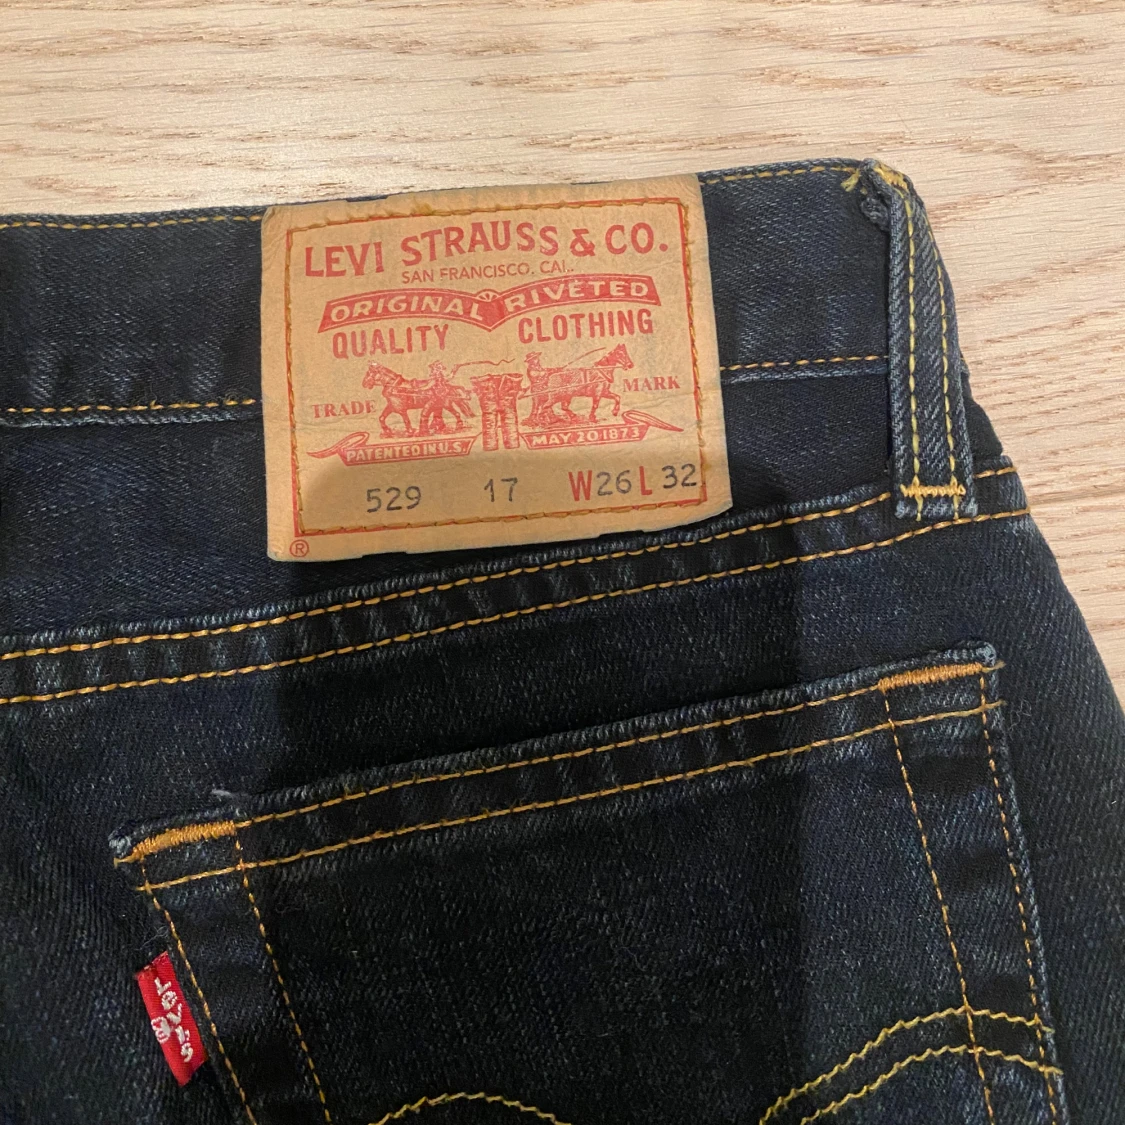 LEVI STRAUSS & CO.
SAN FRANCISCO, CAL.
ORIGINAL RIVETED
QUALITY CLOTHING
TRADE MARK
PATENTED IN U.S. MAY 20 1873
529 17 W26 L 32
®
Levi's